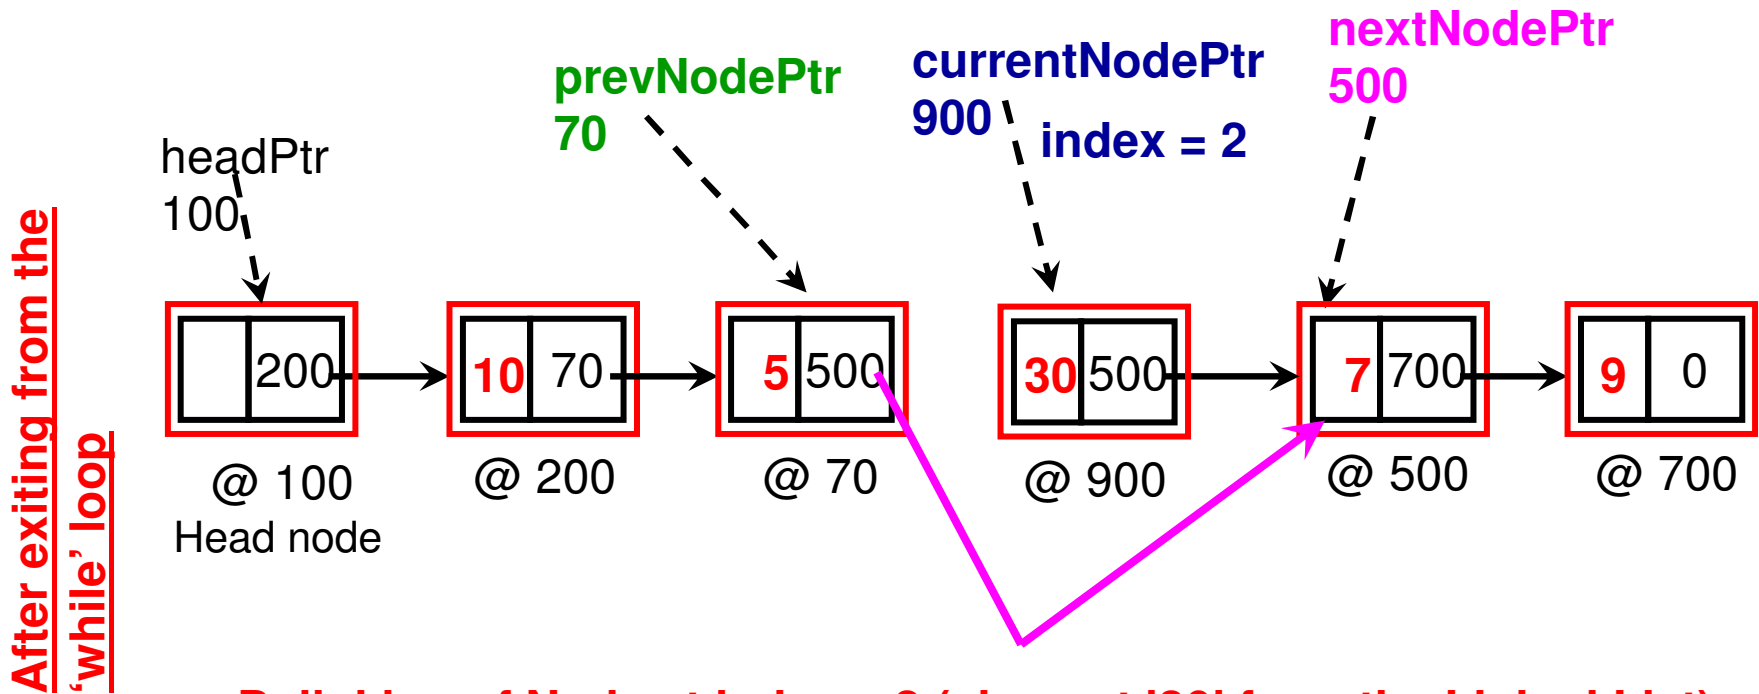 nextNodePtr
500
currentNodePtr
900
index = 2
prevNodePtr
70
headPtr
100
After exiting from the
‘while’ loop
200
10 70
5 500
30 500
7 700
9 0
@ 100
@ 200
@ 70
@ 900
@ 500
@ 700
Head node